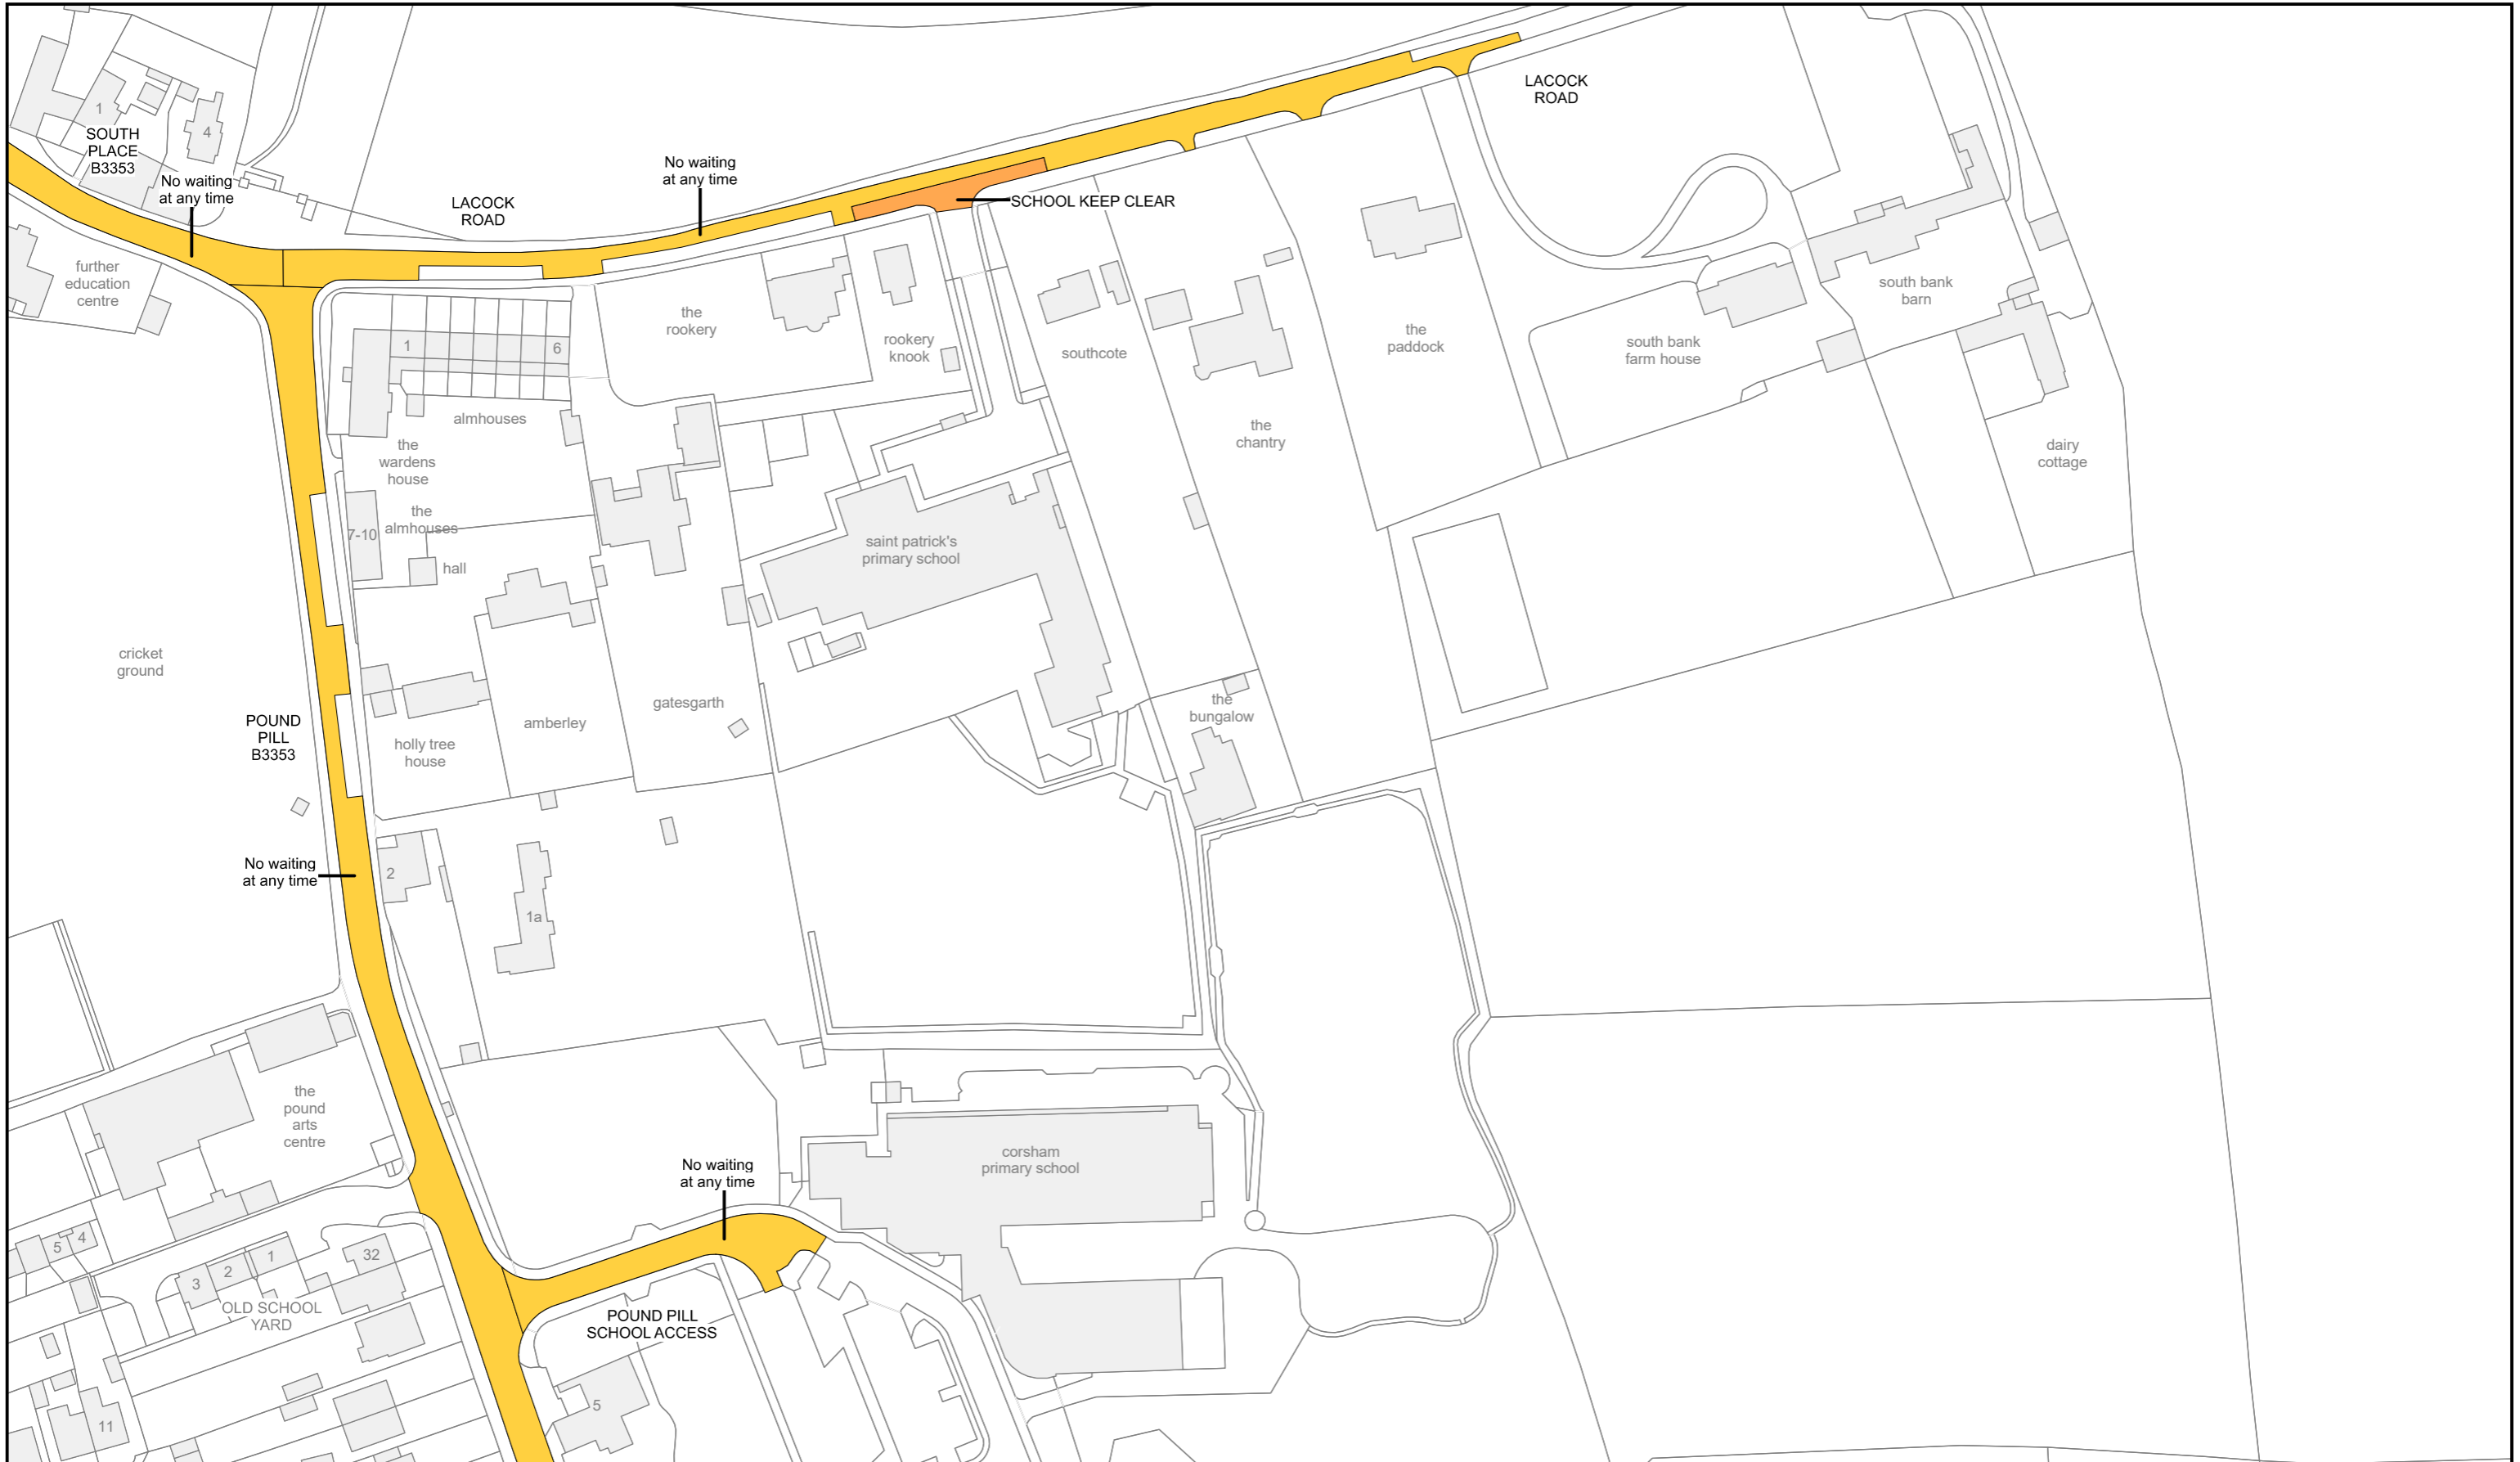 LACOCK
ROAD
1
SOUTH
PLACE
B3353
4
No waiting
at any time
No waiting
at any time
LACOCK
ROAD
SCHOOL KEEP CLEAR
further
education
centre
the
rookery
rookery
knook
southcote
the
paddock
south bank
farm house
south bank
barn
1
6
almhouses
the
wardens
house
the
chantry
dairy
cottage
the
almhouses
7-10
hall
saint patrick's
primary school
cricket
ground
gatesgarth
amberley
the
bungalow
POUND
PILL
B3353
holly tree
house
No waiting
at any time
2
1a
the
pound
arts
centre
corsham
primary school
No waiting
at any time
5
4
3
2
1
32
OLD SCHOOL
YARD
POUND PILL
SCHOOL ACCESS
5
11